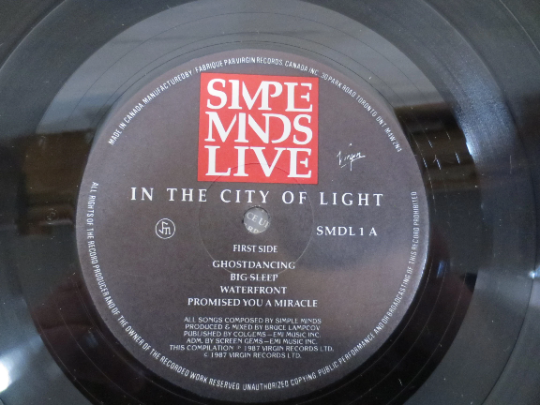 MADE IN CANADA MANUFACTURED BY / FABRIQUE PAR VIRGIN RECORDS, CANADA INC. 30 PARK ROAD TORONTO ONT.
SIMPLE
MINDS
LIVE
Virgin
IN THE CITY OF LIGHT
SMDL 1 A
FIRST SIDE
GHOSTDANCING
BIG SLEEP
WATERFRONT
PROMISED YOU A MIRACLE
ALL SONGS COMPOSED BY SIMPLE MINDS
PRODUCED & MIXED BY BRUCE LAMPCOV
PUBLISHED BY COLGEMS–EMI MUSIC INC.
ADM. BY SCREEN GEMS–EMI MUSIC INC.
THIS COMPILATION ℗ 1987 VIRGIN RECORDS LTD.
© 1987 VIRGIN RECORDS LTD.
ALL RIGHTS OF THE RECORD PRODUCER AND OF THE OWNER OF THE RECORDED WORK RESERVED. UNAUTHORIZED COPYING PUBLIC PERFORMANCE AND BROADCASTING OF THIS RECORD PROHIBITED